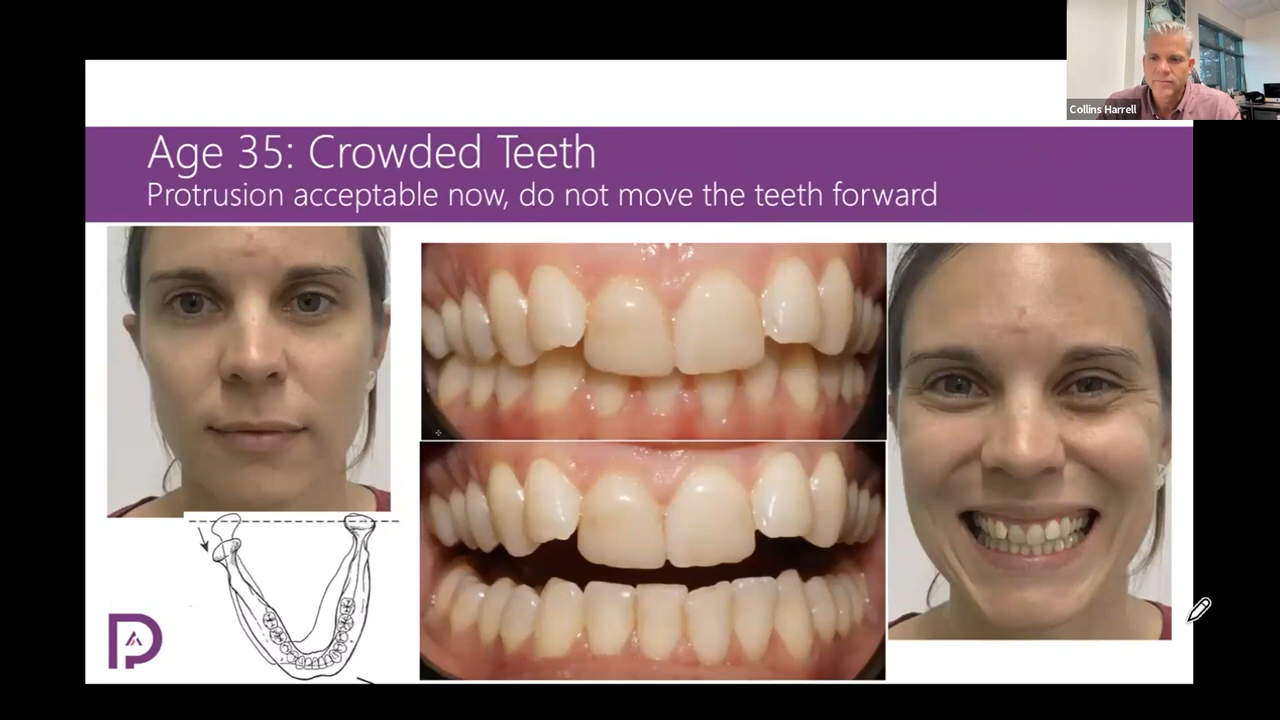 Collins Harrell
Age 35: Crowded Teeth
Protrusion acceptable now, do not move the teeth forward